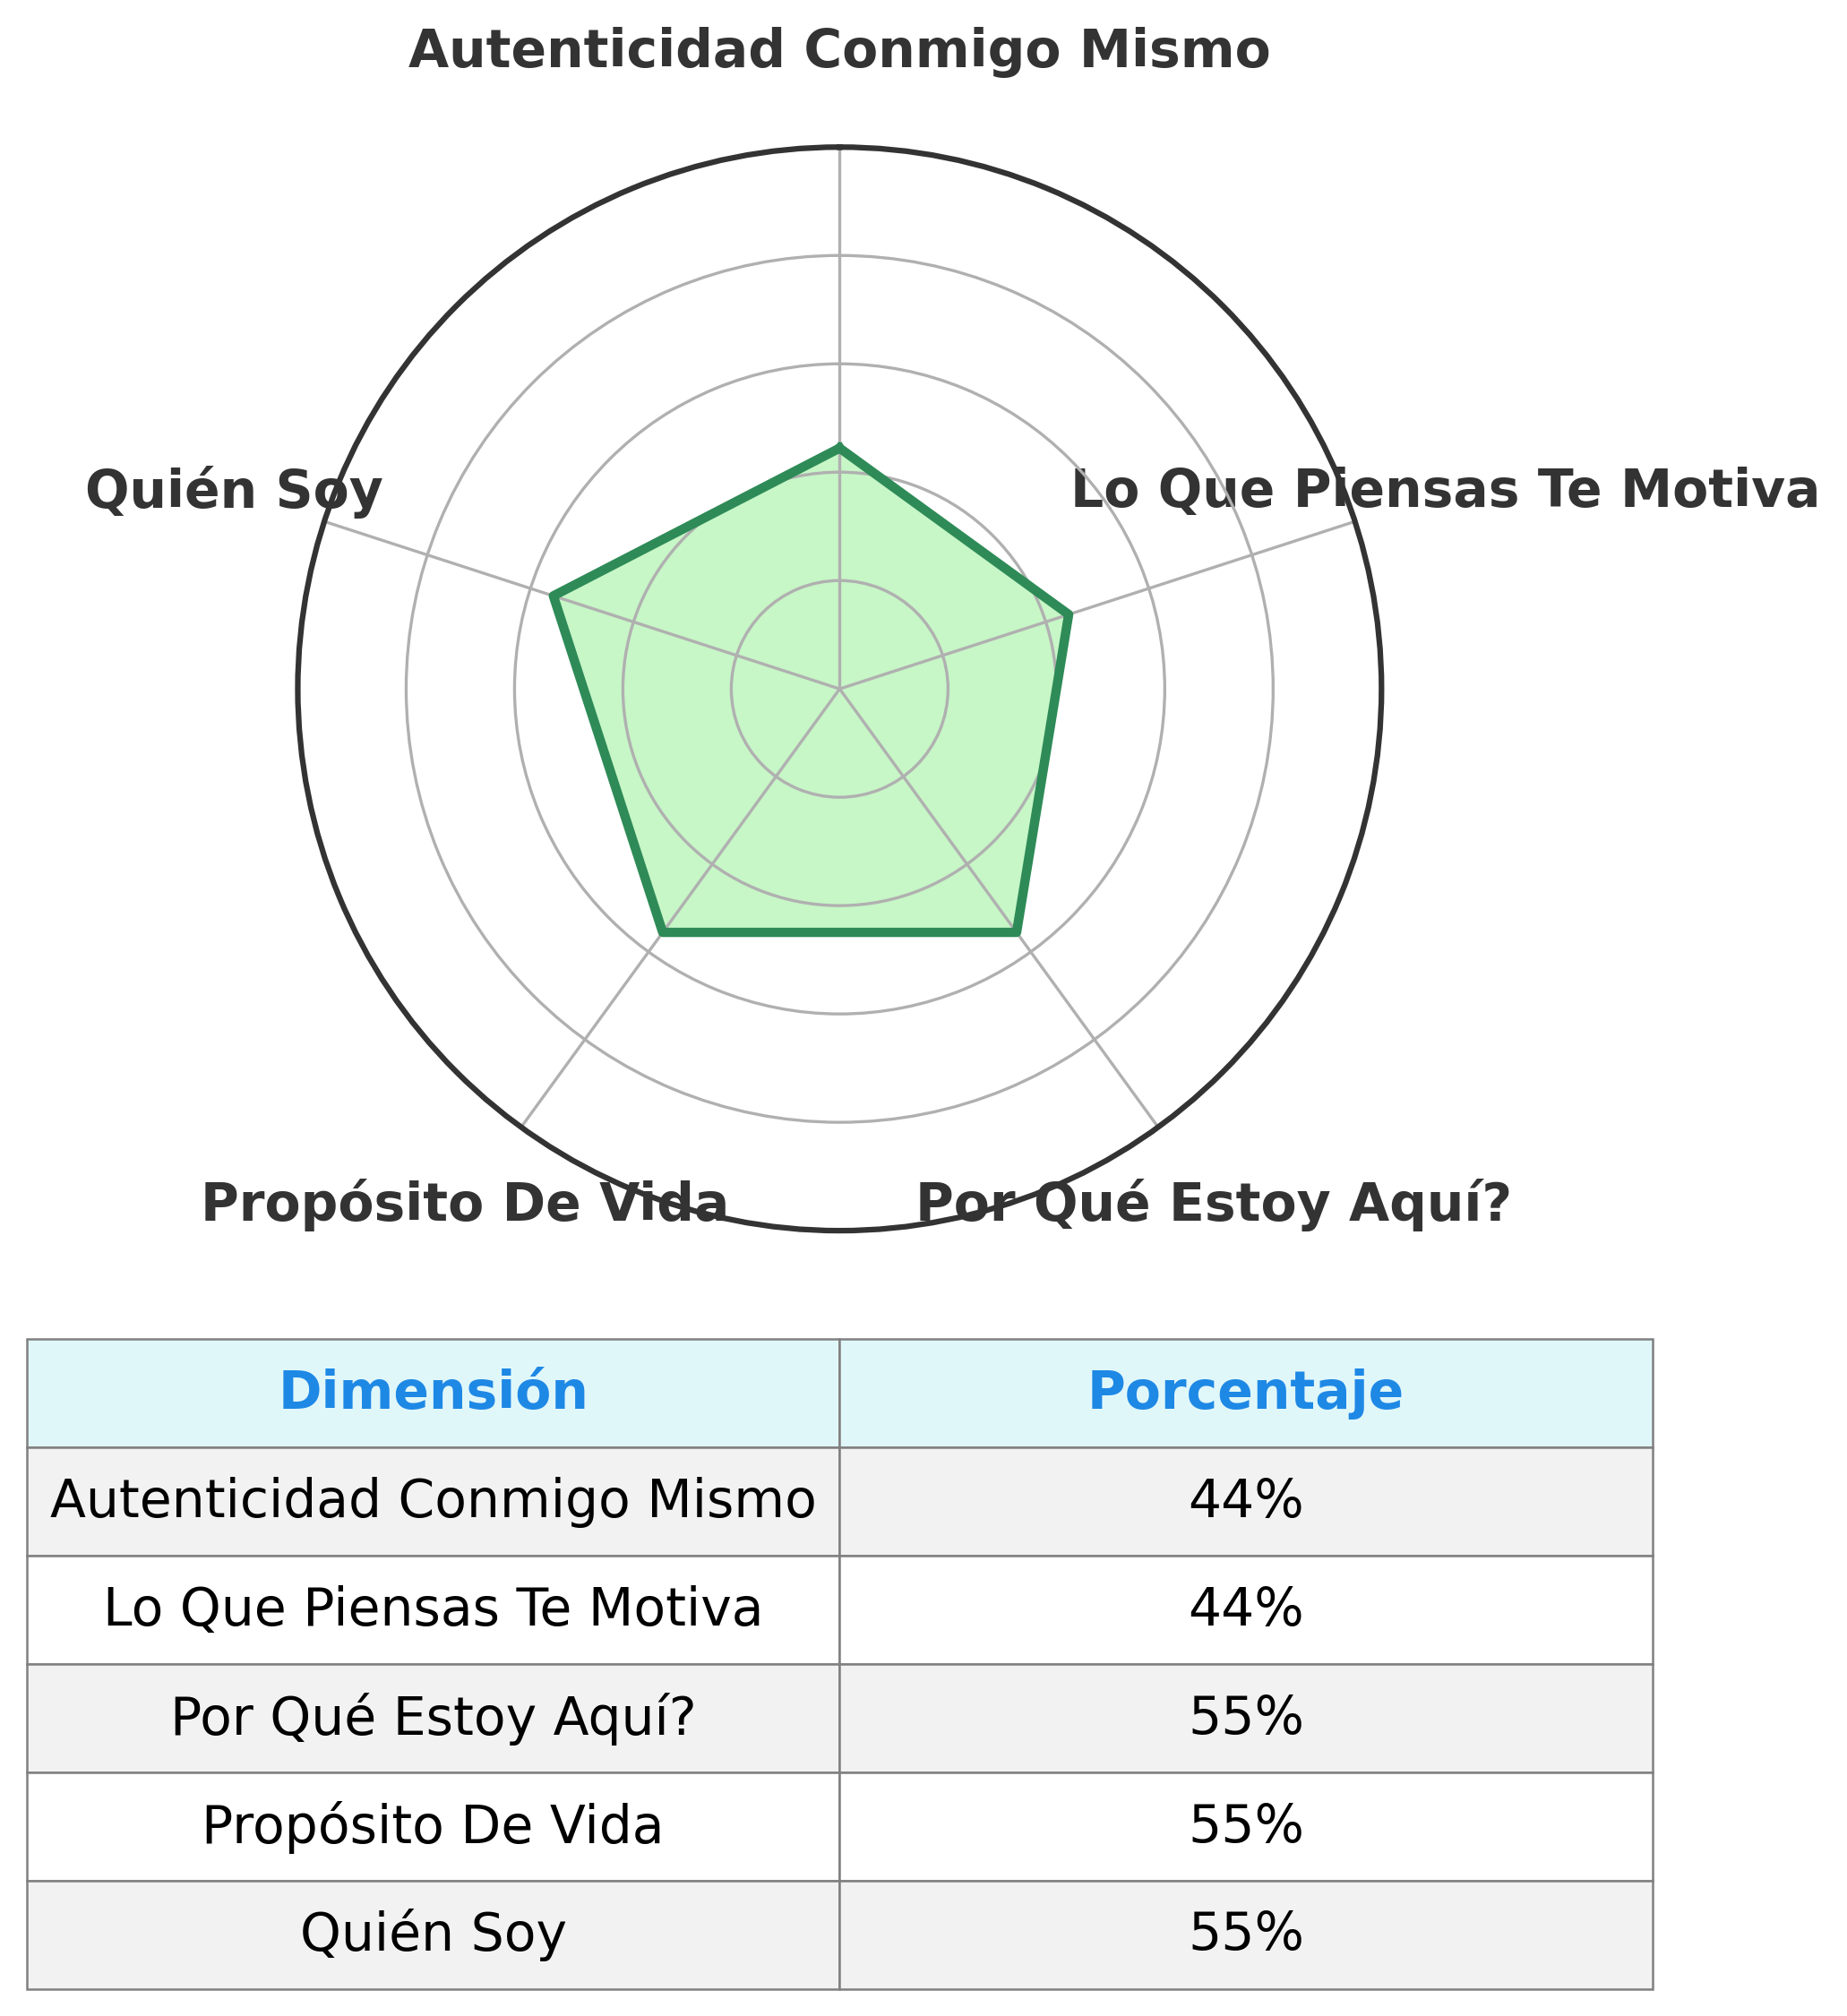 Autenticidad Conmigo Mismo
Quién Soy
Lo Que Piensas Te Motiva
Propósito De Vida
Por Qué Estoy Aquí?
Dimensión Porcentaje
Autenticidad Conmigo Mismo 44%
Lo Que Piensas Te Motiva 44%
Por Qué Estoy Aquí? 55%
Propósito De Vida 55%
Quién Soy 55%